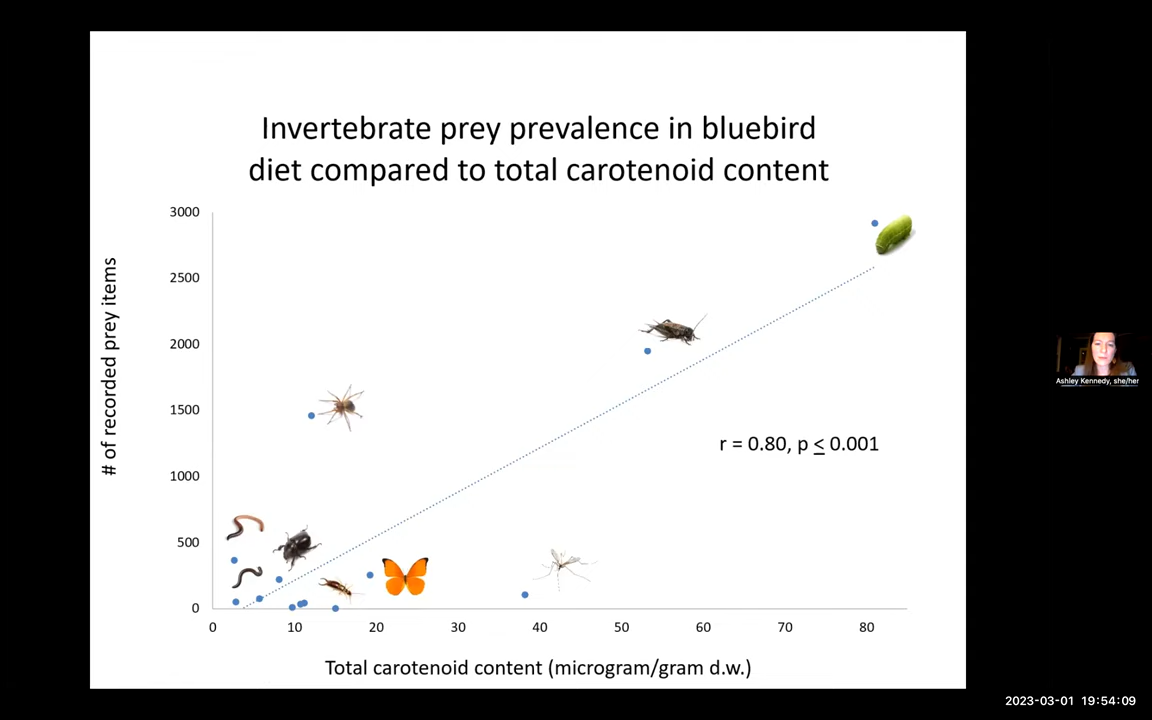 Invertebrate prey prevalence in bluebird
diet compared to total carotenoid content
3000
2500
2000
1500
1000
500
0
# of recorded prey items
r = 0.80, p < 0.001
0 10 20 30 40 50 60 70 80
Total carotenoid content (microgram/gram d.w.)
Ashley Kennedy, she/her
2023-03-01 19:54:09